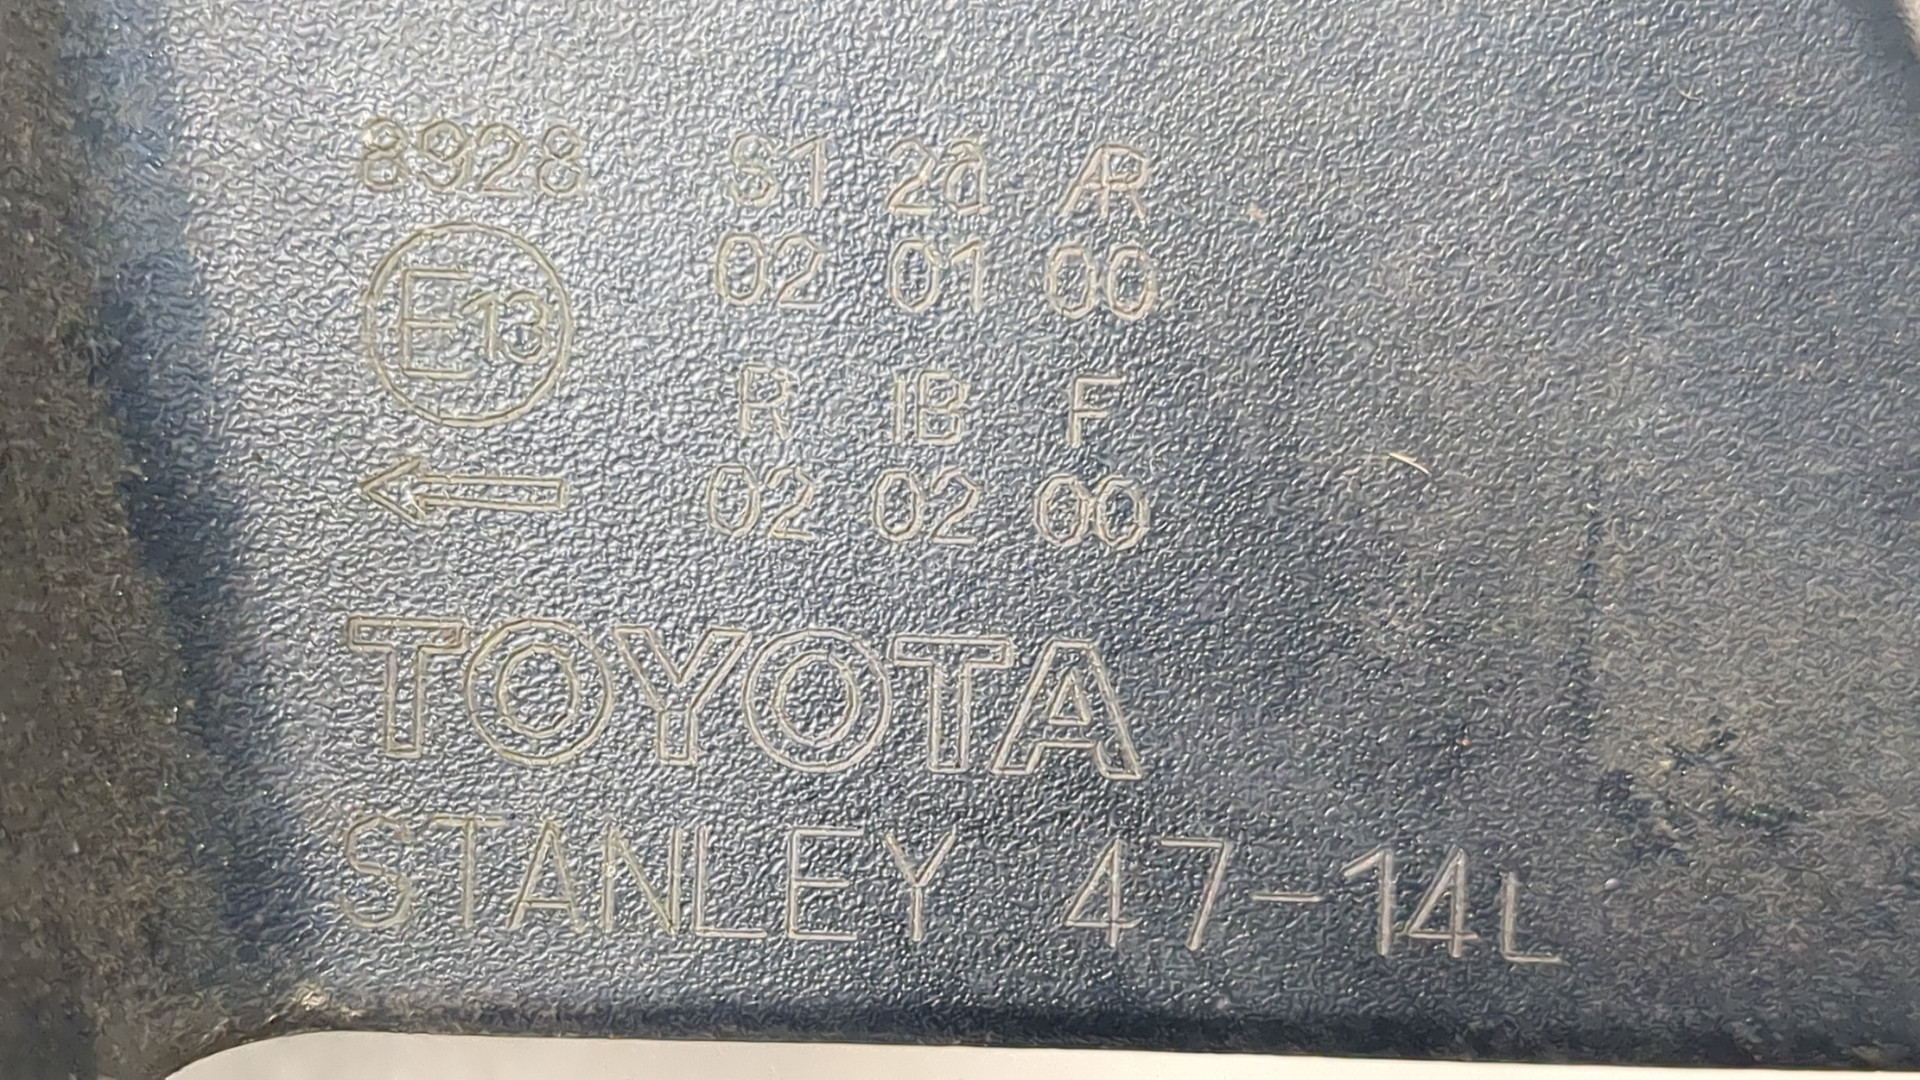 8928 S1 2a AR
02 01 00
E13
R IB F
02 02 00
TOYOTA
STANLEY 47-14L